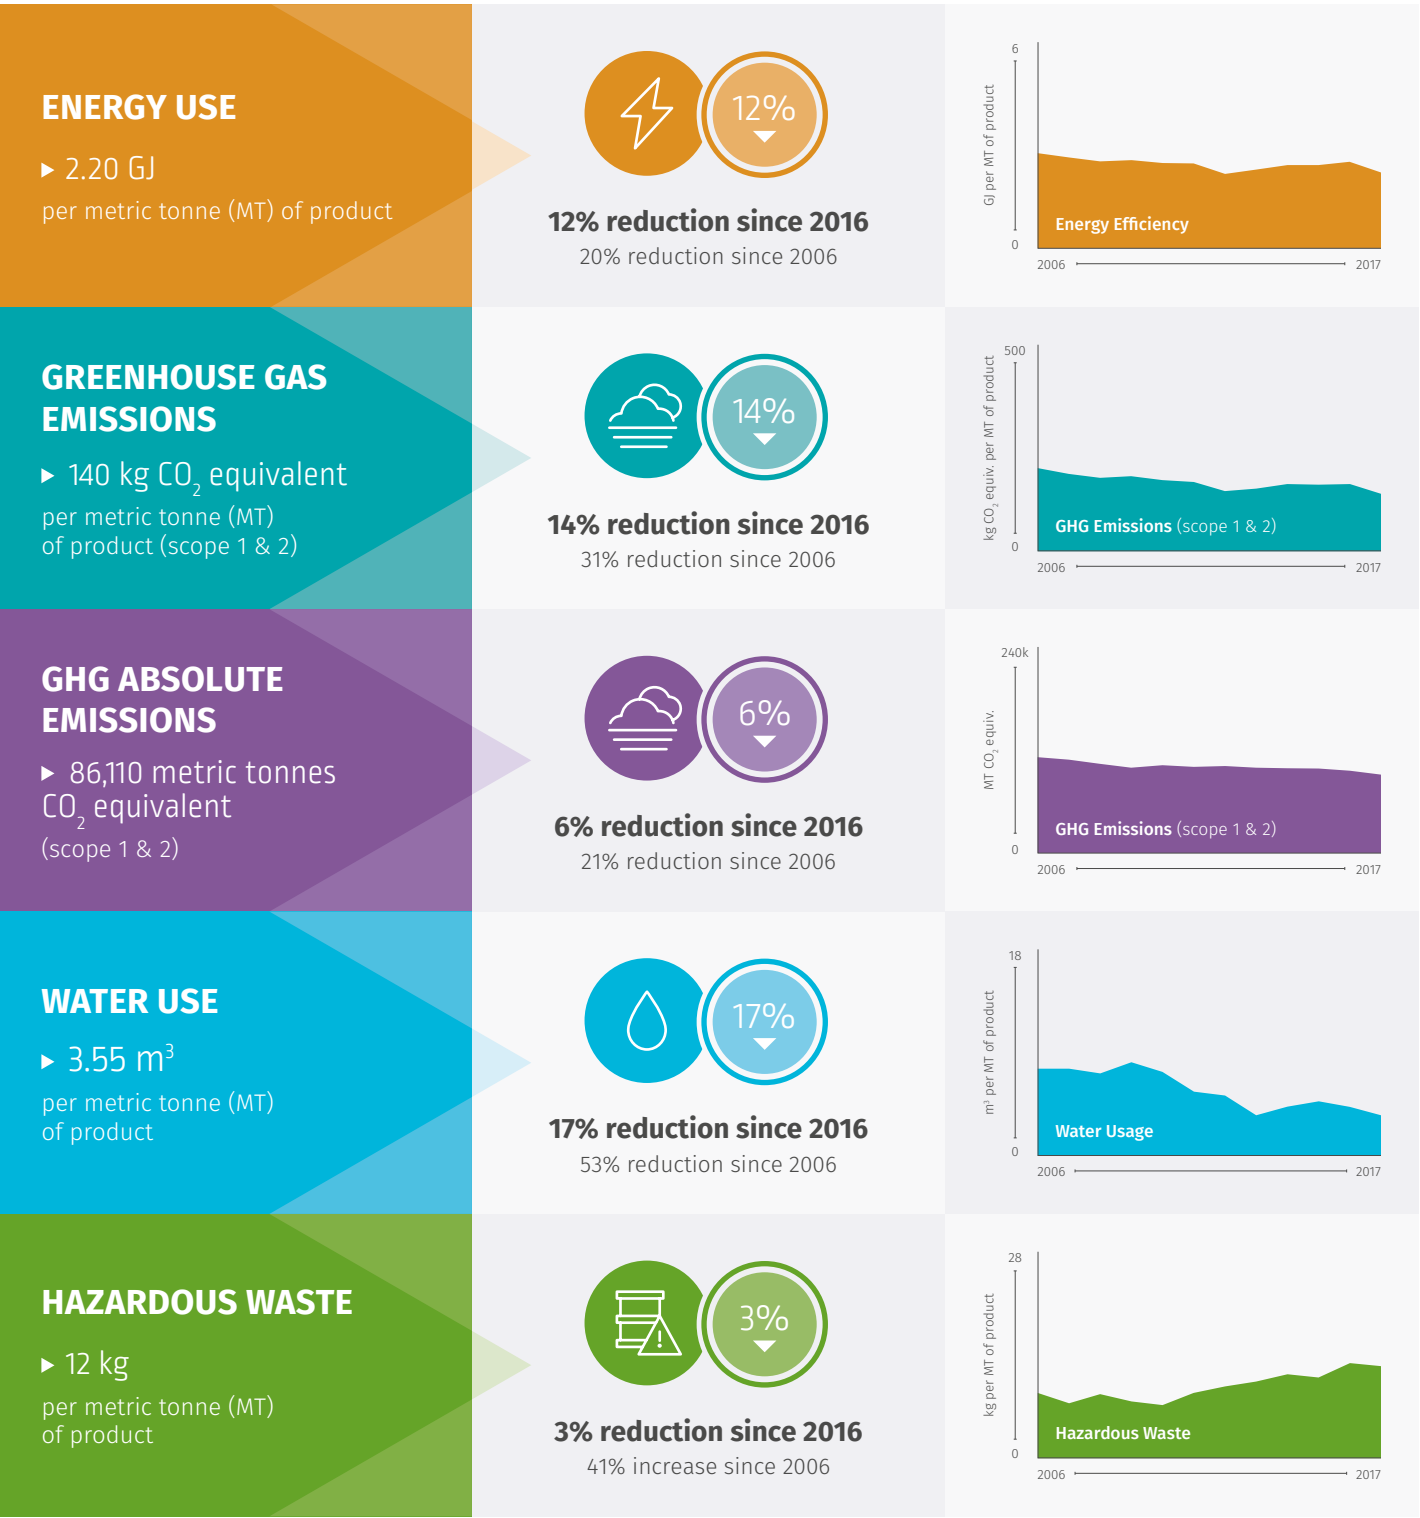 ENERGY USE
▸ 2.20 GJ
per metric tonne (MT) of product
12%
12% reduction since 2016
20% reduction since 2006
6
GJ per MT of product
0
Energy Efficiency
2006
2017
GREENHOUSE GAS
EMISSIONS
▸ 140 kg CO₂ equivalent
per metric tonne (MT)
of product (scope 1 & 2)
14%
14% reduction since 2016
31% reduction since 2006
500
kg CO₂ equiv. per MT of product
0
GHG Emissions (scope 1 & 2)
2006
2017
GHG ABSOLUTE
EMISSIONS
▸ 86,110 metric tonnes
CO₂ equivalent
(scope 1 & 2)
6%
6% reduction since 2016
21% reduction since 2006
240k
MT CO₂ equiv.
0
GHG Emissions (scope 1 & 2)
2006
2017
WATER USE
▸ 3.55 m³
per metric tonne (MT)
of product
17%
17% reduction since 2016
53% reduction since 2006
18
m³ per MT of product
0
Water Usage
2006
2017
HAZARDOUS WASTE
▸ 12 kg
per metric tonne (MT)
of product
3%
3% reduction since 2016
41% increase since 2006
28
kg per MT of product
0
Hazardous Waste
2006
2017